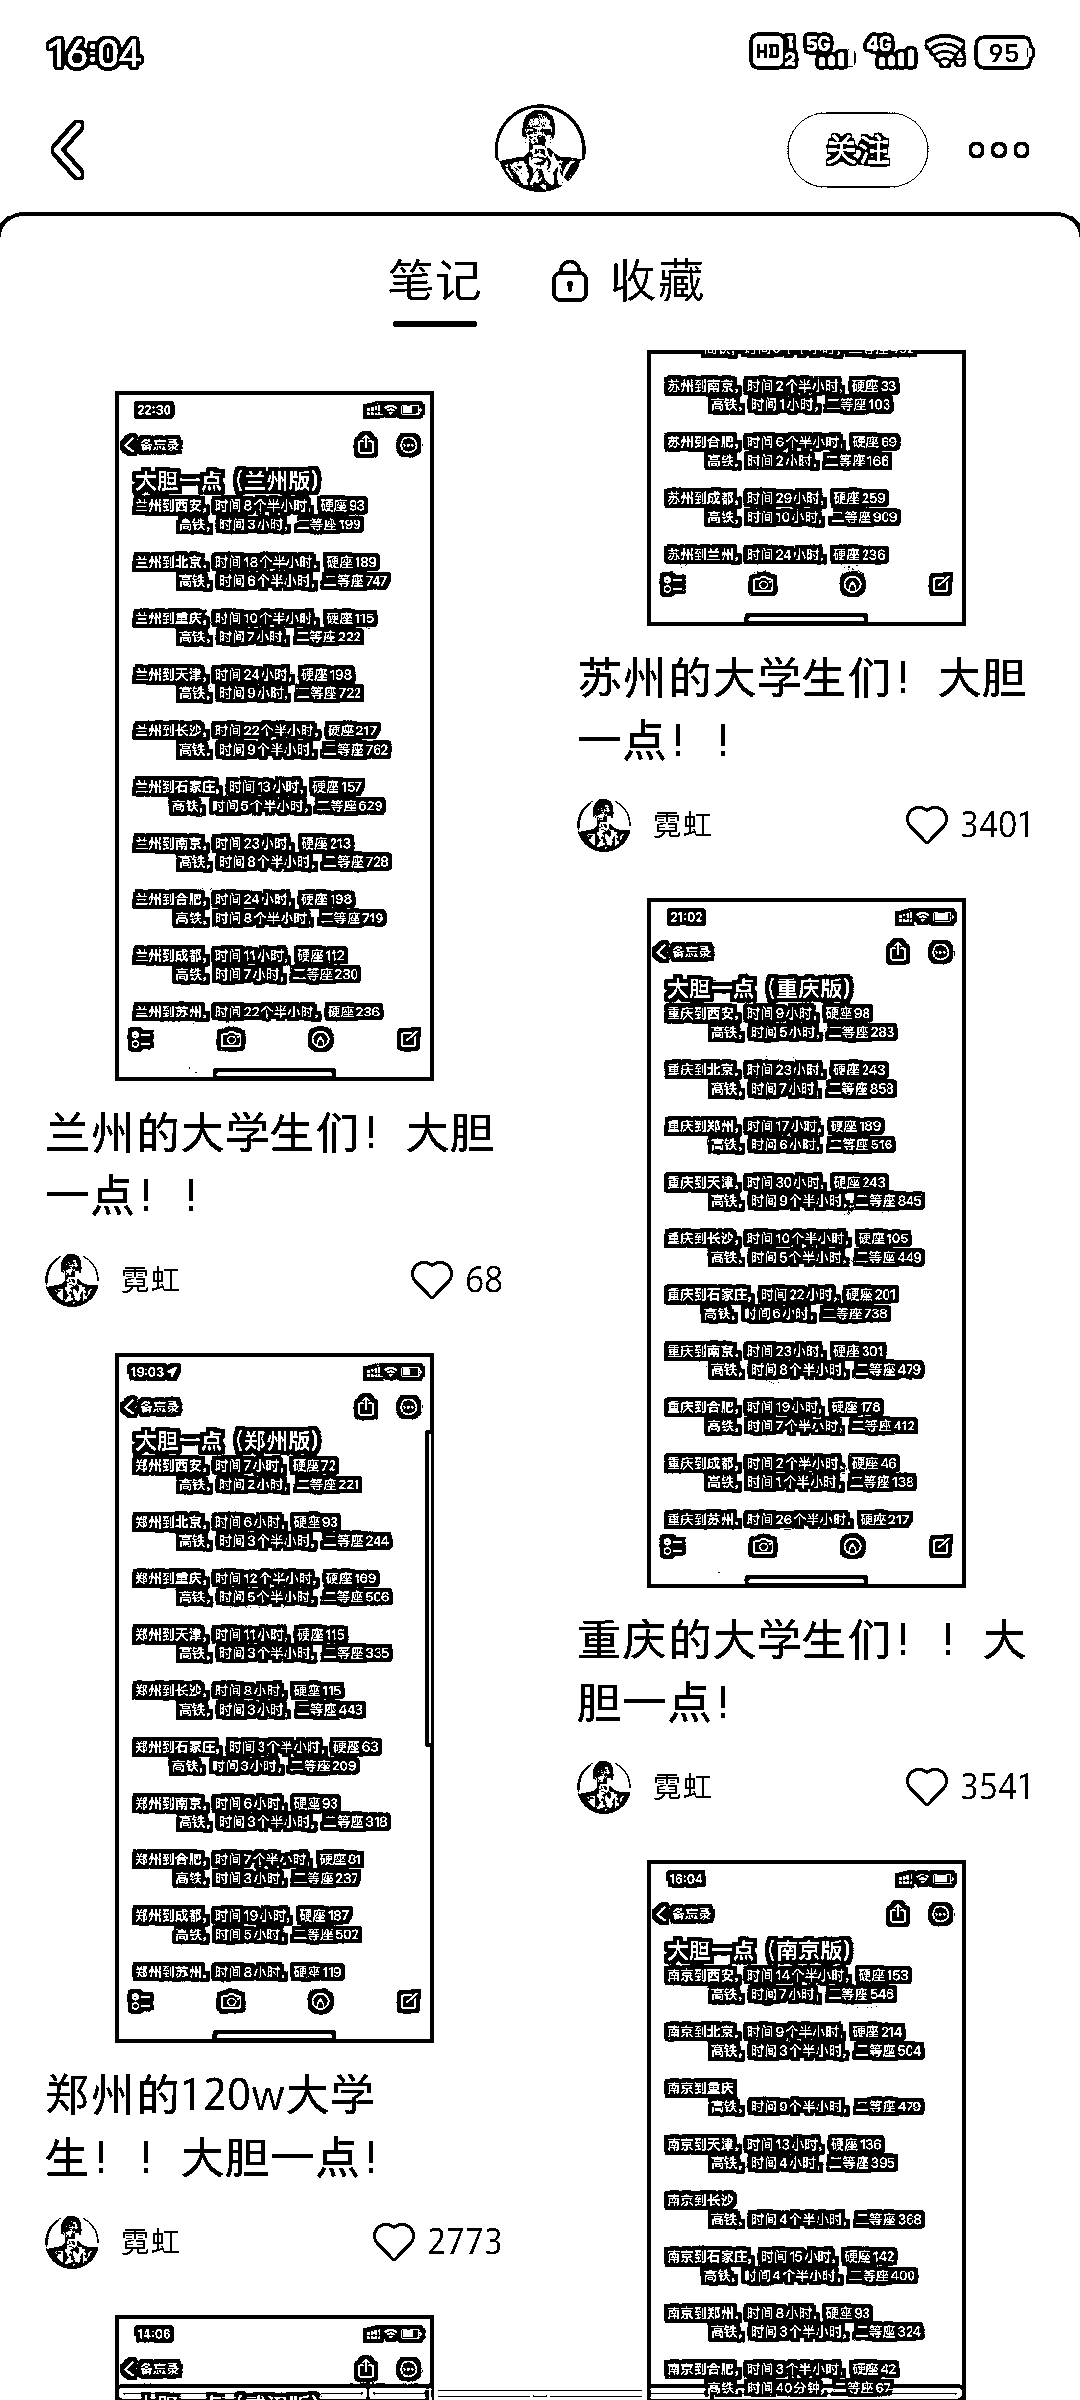 16:04
HD 1 2 5G 4G 95
关注
笔记 收藏
22:30
备忘录
大胆一点（兰州版）
兰州到西安，时间8个半小时，硬座93
高铁，时间3小时，二等座199
兰州到北京，时间18个半小时，硬座189
高铁，时间6个半小时，二等座747
兰州到重庆，时间10个半小时，硬座115
高铁，时间7小时，二等座222
兰州到天津，时间24小时，硬座198
高铁，时间9小时，二等座722
兰州到长沙，时间22个半小时，硬座217
高铁，时间9个半小时，二等座762
兰州到石家庄，时间13小时，硬座157
高铁，时间5个半小时，二等座629
兰州到南京，时间23小时，硬座213
高铁，时间8个半小时，二等座728
兰州到合肥，时间24小时，硬座198
高铁，时间8个半小时，二等座719
兰州到成都，时间11小时，硬座112
高铁，时间7小时，二等座230
兰州到苏州，时间22个半小时，硬座236
兰州的大学生们！大胆
一点！！
霓虹 68
19:03
备忘录
大胆一点（郑州版）
郑州到西安，时间7小时，硬座72
高铁，时间2小时，二等座221
郑州到北京，时间6小时，硬座93
高铁，时间3个半小时，二等座244
郑州到重庆，时间12个半小时，硬座169
高铁，时间5个半小时，二等座506
郑州到天津，时间11小时，硬座115
高铁，时间3个半小时，二等座335
郑州到长沙，时间8小时，硬座115
高铁，时间3小时，二等座443
郑州到石家庄，时间3个半小时，硬座63
高铁，时间3小时，二等座209
郑州到南京，时间6小时，硬座93
高铁，时间3个半小时，二等座318
郑州到合肥，时间7个半小时，硬座81
高铁，时间3小时，二等座237
郑州到成都，时间19小时，硬座187
高铁，时间5小时，二等座502
郑州到苏州，时间8小时，硬座119
郑州的120w大学
生！！大胆一点！
霓虹 2773
14:06
备忘录
苏州到南京，时间2个半小时，硬座33
高铁，时间1小时，二等座103
苏州到合肥，时间6个半小时，硬座69
高铁，时间2小时，二等座166
苏州到成都，时间29小时，硬座259
高铁，时间10小时，二等座909
苏州到兰州，时间24小时，硬座236
苏州的大学生们！大胆
一点！！
霓虹 3401
21:02
备忘录
大胆一点（重庆版）
重庆到西安，时间9小时，硬座98
高铁，时间5小时，二等座283
重庆到北京，时间23小时，硬座243
高铁，时间7小时，二等座858
重庆到郑州，时间17小时，硬座189
高铁，时间6小时，二等座516
重庆到天津，时间30小时，硬座243
高铁，时间9个半小时，二等座845
重庆到长沙，时间10个半小时，硬座105
高铁，时间5个半小时，二等座449
重庆到石家庄，时间22小时，硬座201
高铁，时间6小时，二等座738
重庆到南京，时间23小时，硬座301
高铁，时间8个半小时，二等座479
重庆到合肥，时间19小时，硬座178
高铁，时间7个半小时，二等座412
重庆到成都，时间2个半小时，硬座46
高铁，时间1个半小时，二等座138
重庆到苏州，时间26个半小时，硬座217
重庆的大学生们！！大
胆一点！
霓虹 3541
16:04
备忘录
大胆一点（南京版）
南京到西安，时间14个半小时，硬座153
高铁，时间7小时，二等座546
南京到北京，时间9个半小时，硬座214
高铁，时间3个半小时，二等座504
南京到重庆
高铁，时间9个半小时，二等座479
南京到天津，时间13小时，硬座136
高铁，时间4小时，二等座395
南京到长沙
高铁，时间4个半小时，二等座368
南京到石家庄，时间15小时，硬座142
高铁，时间4个半小时，二等座400
南京到郑州，时间8小时，硬座93
高铁，时间3个半小时，二等座324
南京到合肥，时间3个半小时，硬座42
高铁，时间40分钟，二等座67